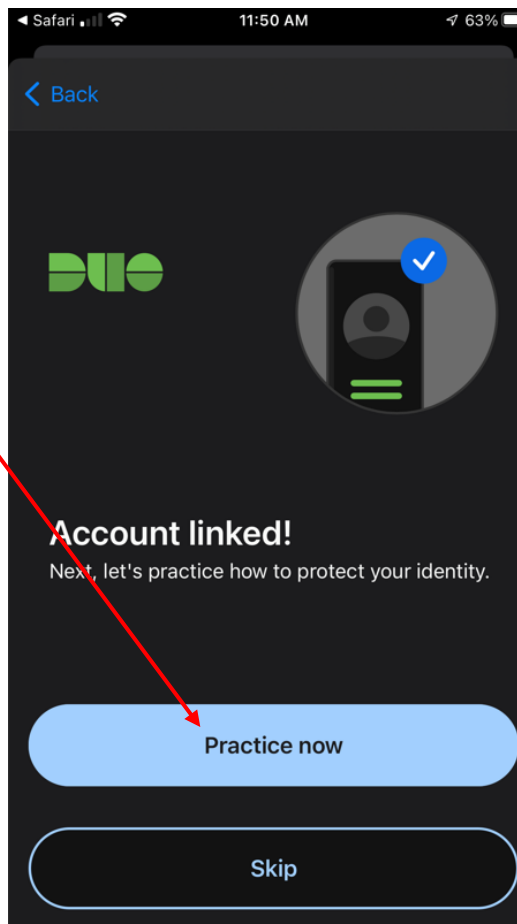 ◀ Safari
11:50 AM
63%
Back
DUO
Account linked!
Next, let's practice how to protect your identity.
Practice now
Skip